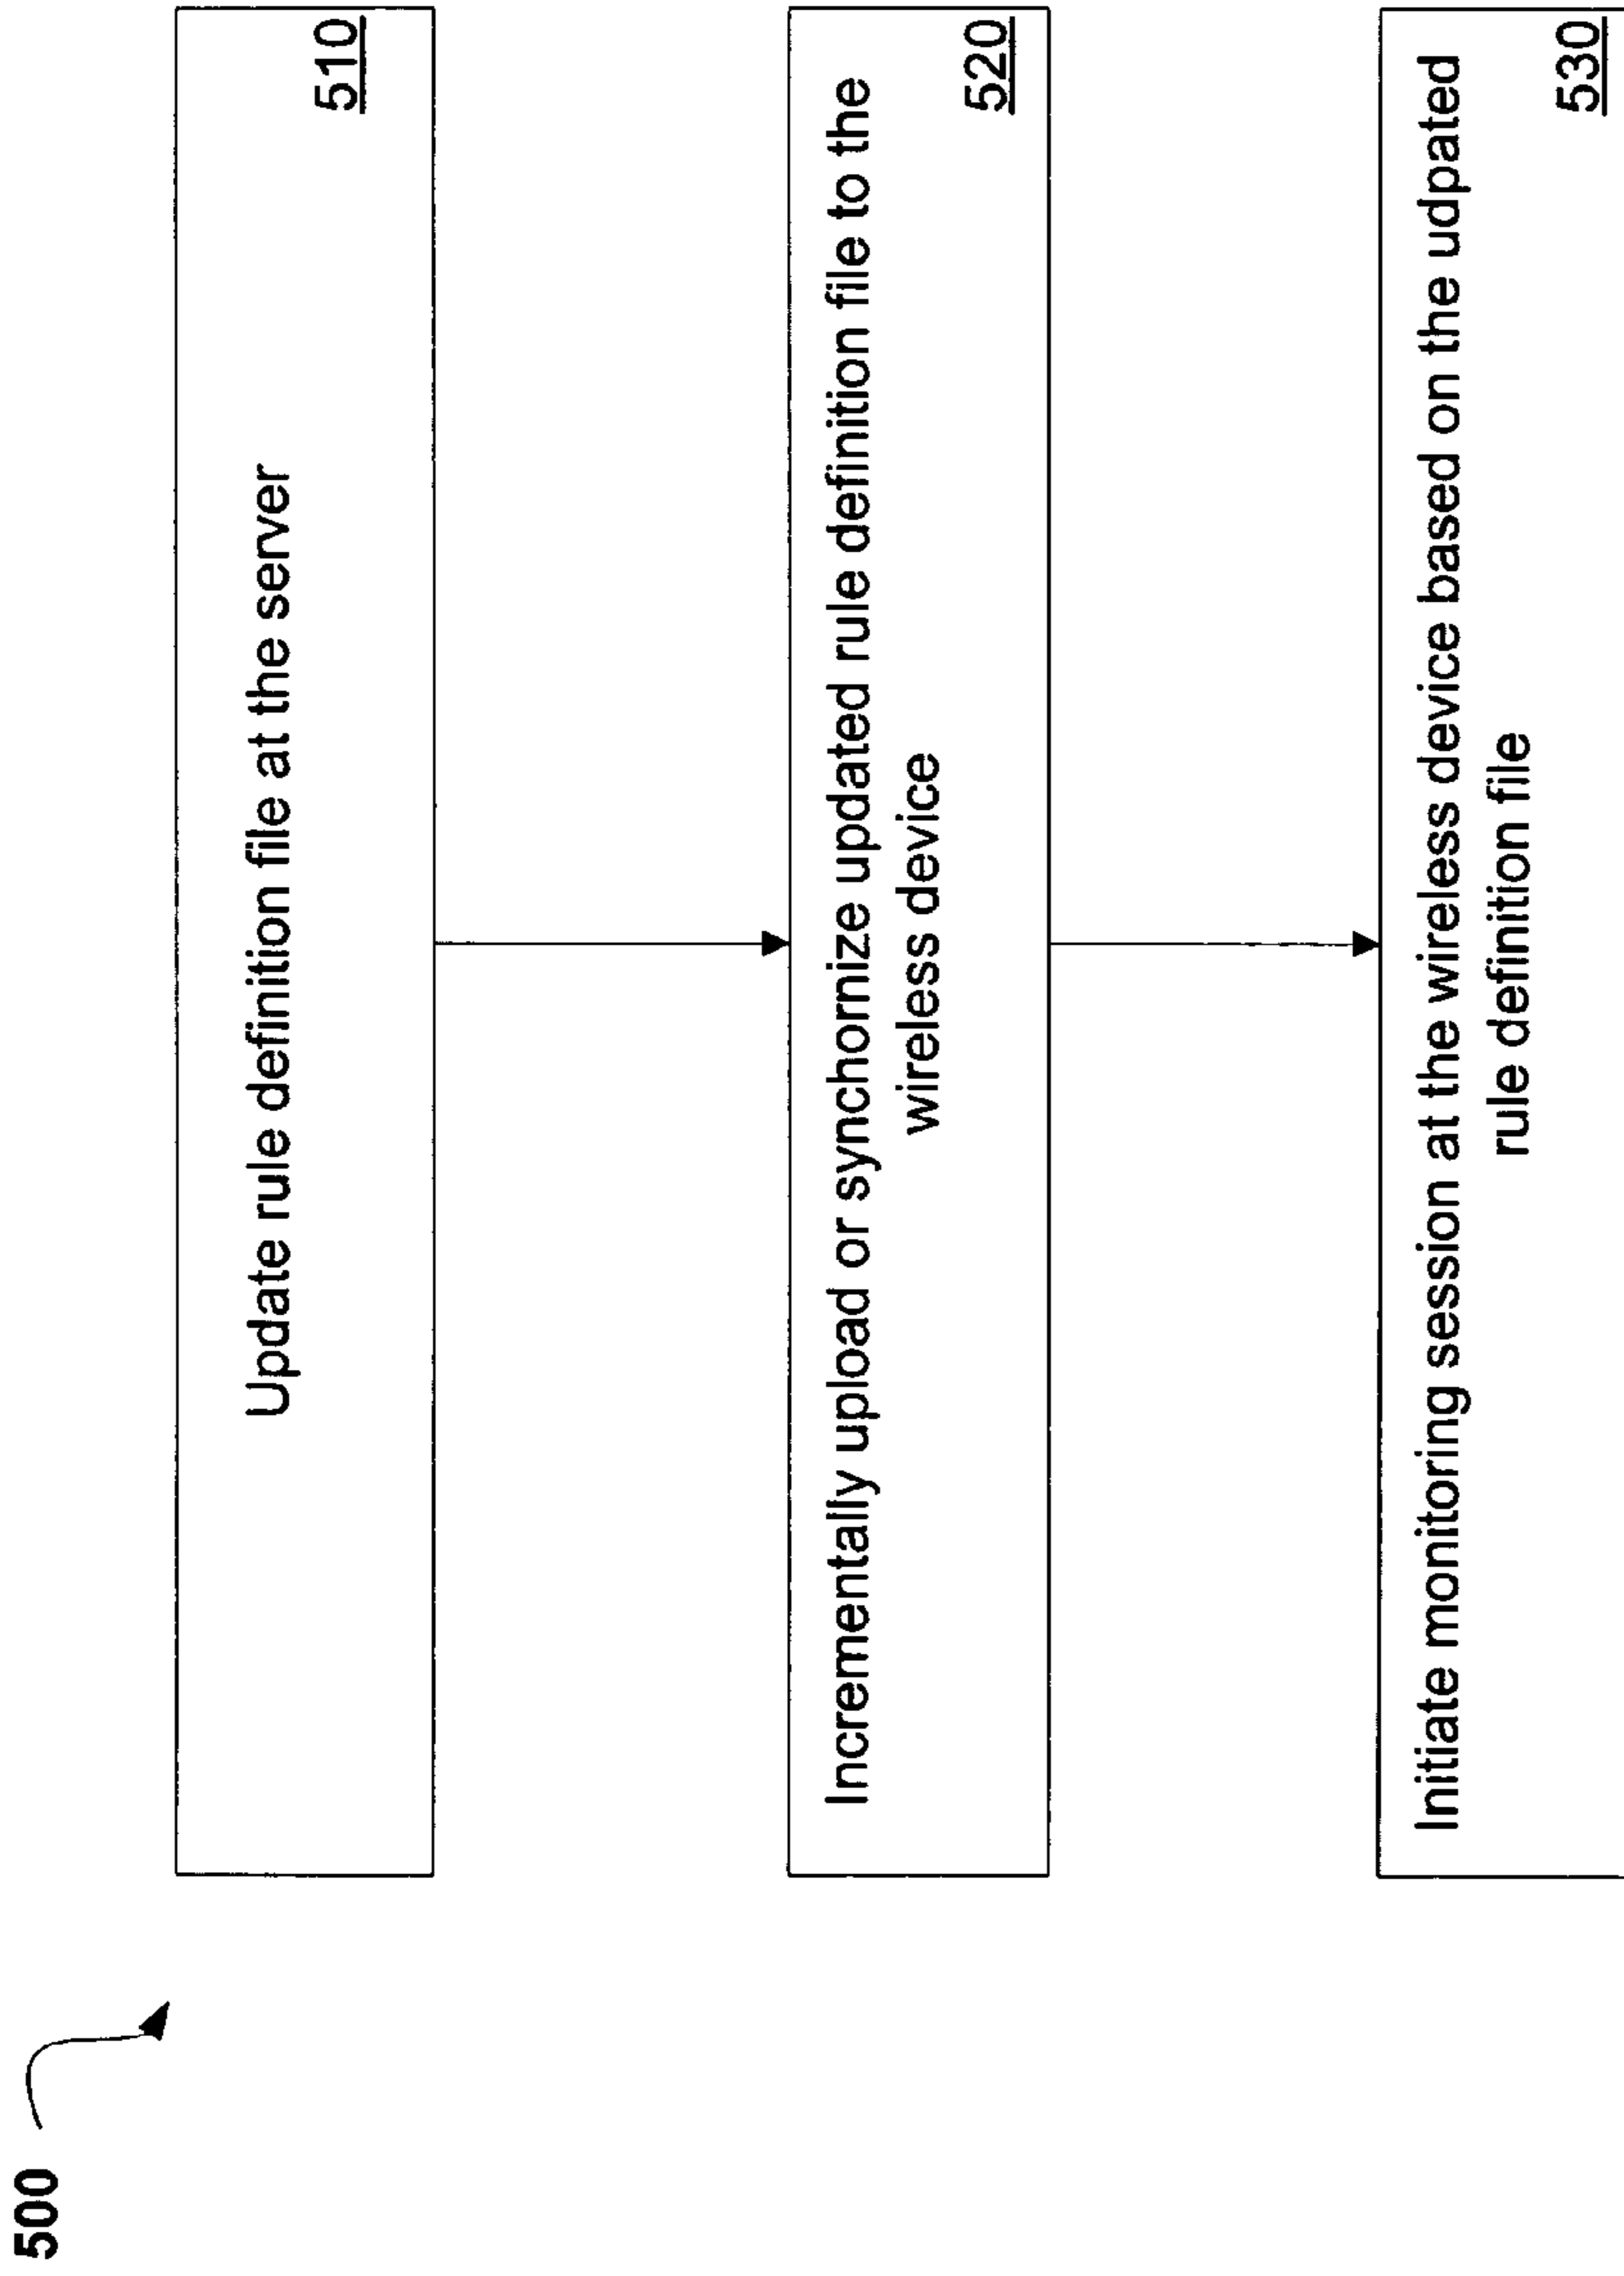 500
Update rule definition file at the server
510
Incrementally upload or synchornize updated rule definition file to the
wireless device
520
Initiate monitoring session at the wireless device based on the udpated
rule definition file
530